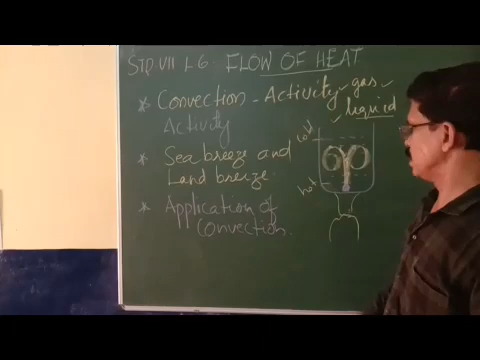 STD. VII L.6 FLOW OF HEAT
* Convection - Activity - gas
liquid
Activity
cold
* Sea breeze and
Land breize.
hot
* Application of
Convection.